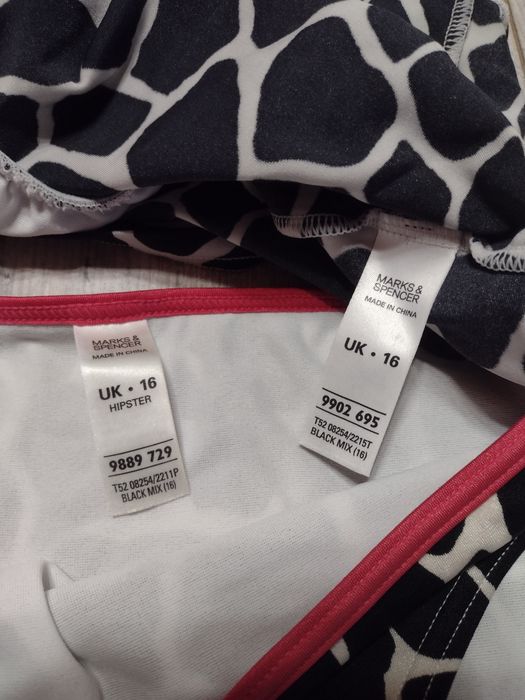 MARKS &
SPENCER
MADE IN CHINA
UK • 16
HIPSTER
9889 729
T52 08254/2211P
BLACK MIX (16)
MARKS &
SPENCER
MADE IN CHINA
UK • 16
9902 695
T52 08254/2215T
BLACK MIX (16)